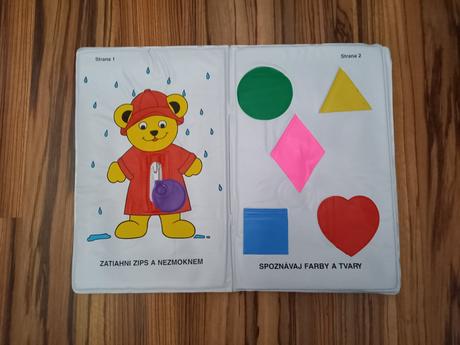 Strana 1
ZATIAHNI ZIPS A NEZMOKNEM
Strana 2
SPOZNÁVAJ FARBY A TVARY